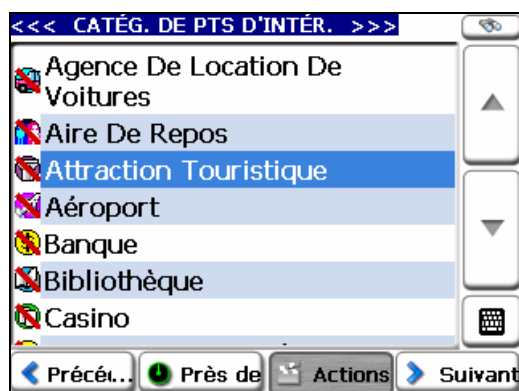 <<< CATÉG. DE PTS D'INTÉR. >>>
Agence De Location De
Voitures
Aire De Repos
Attraction Touristique
Aéroport
Banque
Bibliothèque
Casino
Précéı... Près de Actions Suivant